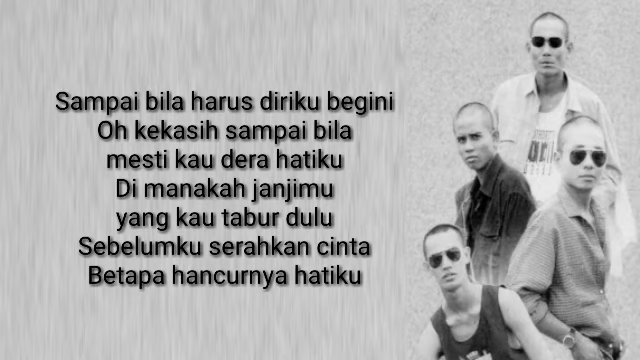 Sampai bila harus diriku begini
Oh kekasih sampai bila
mesti kau dera hatiku
Di manakah janjimu
yang kau tabur dulu
Sebelumku serahkan cinta
Betapa hancurnya hatiku